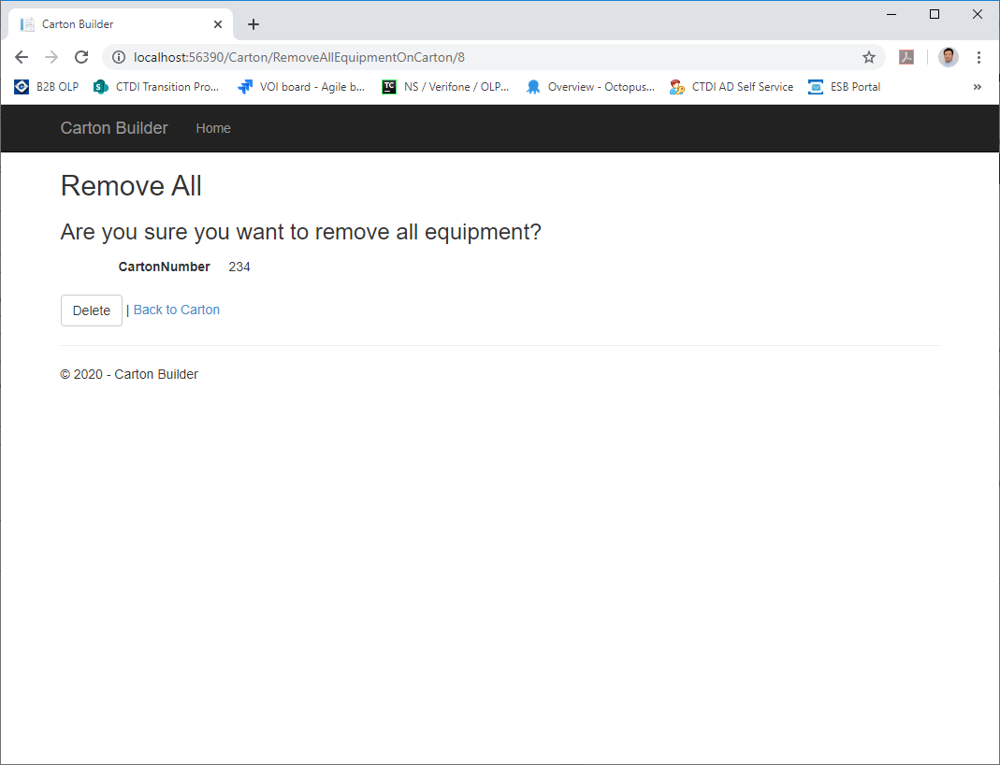 Carton Builder
localhost:56390/Carton/RemoveAllEquipmentOnCarton/8
B2B OLP CTDI Transition Pro... VOI board - Agile b... TC NS / Verifone / OLP... Overview - Octopus... CTDI AD Self Service ESB Portal »
Carton Builder Home
Remove All
Are you sure you want to remove all equipment?
CartonNumber 234
Delete | Back to Carton
© 2020 - Carton Builder